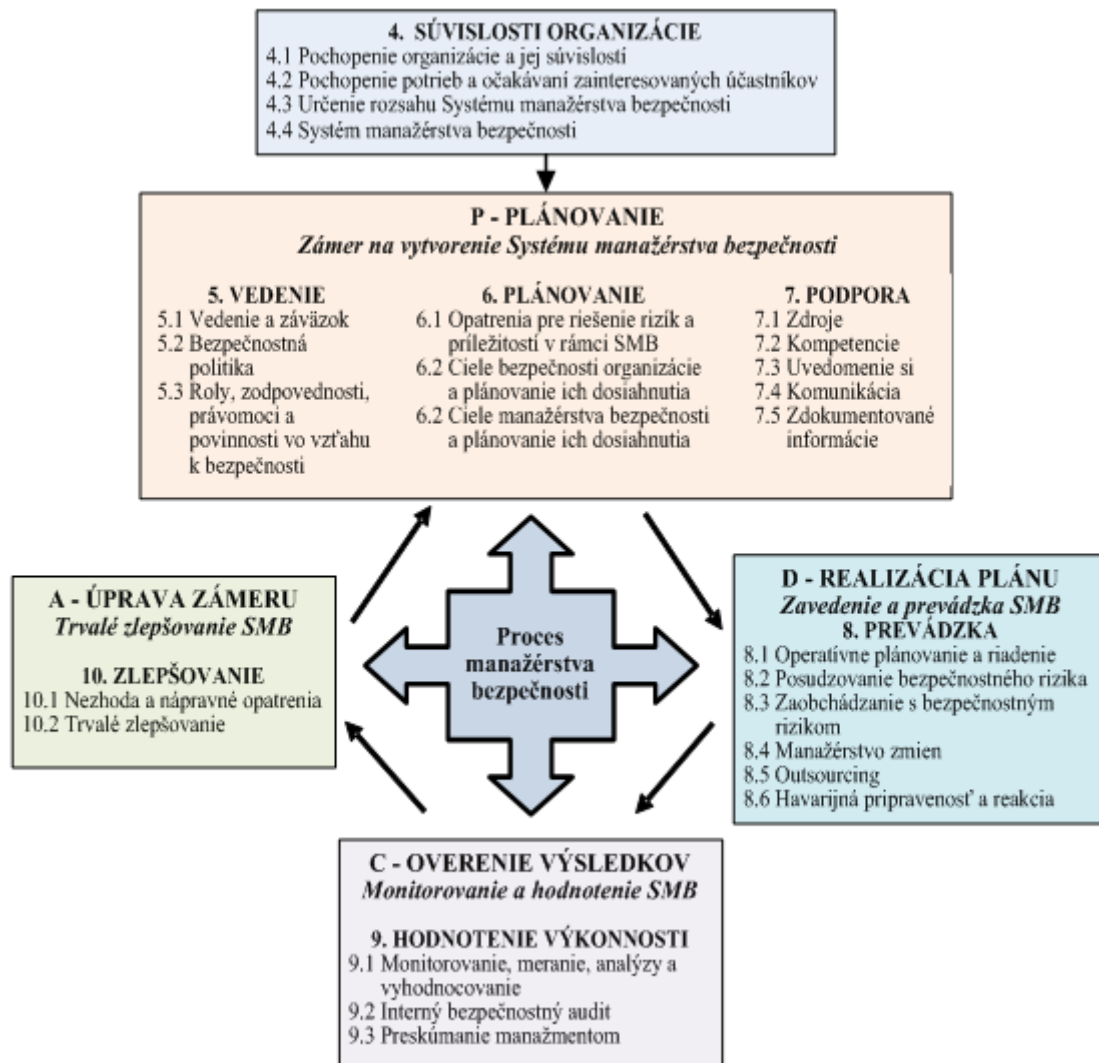 4. SÚVISLOSTI ORGANIZÁCIE
4.1 Pochopenie organizácie a jej súvislostí
4.2 Pochopenie potrieb a očakávaní zainteresovaných účastníkov
4.3 Určenie rozsahu Systému manažérstva bezpečnosti
4.4 Systém manažérstva bezpečnosti
P - PLÁNOVANIE
Zámer na vytvorenie Systému manažérstva bezpečnosti
5. VEDENIE
5.1 Vedenie a záväzok
5.2 Bezpečnostná
politika
5.3 Roly, zodpovednosti,
právomoci a
povinnosti vo vzťahu
k bezpečnosti
6. PLÁNOVANIE
6.1 Opatrenia pre riešenie rizík a
príležitostí v rámci SMB
6.2 Ciele bezpečnosti organizácie
a plánovanie ich dosiahnutia
6.2 Ciele manažérstva bezpečnosti
a plánovanie ich dosiahnutia
7. PODPORA
7.1 Zdroje
7.2 Kompetencie
7.3 Uvedomenie si
7.4 Komunikácia
7.5 Zdokumentované
informácie
A - ÚPRAVA ZÁMERU
Trvalé zlepšovanie SMB
10. ZLEPŠOVANIE
10.1 Nezhoda a nápravné opatrenia
10.2 Trvalé zlepšovanie
Proces
manažérstva
bezpečnosti
D - REALIZÁCIA PLÁNU
Zavedenie a prevádzka SMB
8. PREVÁDZKA
8.1 Operatívne plánovanie a riadenie
8.2 Posudzovanie bezpečnostného rizika
8.3 Zaobchádzanie s bezpečnostným
rizikom
8.4 Manažérstvo zmien
8.5 Outsourcing
8.6 Havarijná pripravenosť a reakcia
C - OVERENIE VÝSLEDKOV
Monitorovanie a hodnotenie SMB
9. HODNOTENIE VÝKONNOSTI
9.1 Monitorovanie, meranie, analýzy a
vyhodnocovanie
9.2 Interný bezpečnostný audit
9.3 Preskúmanie manažmentom